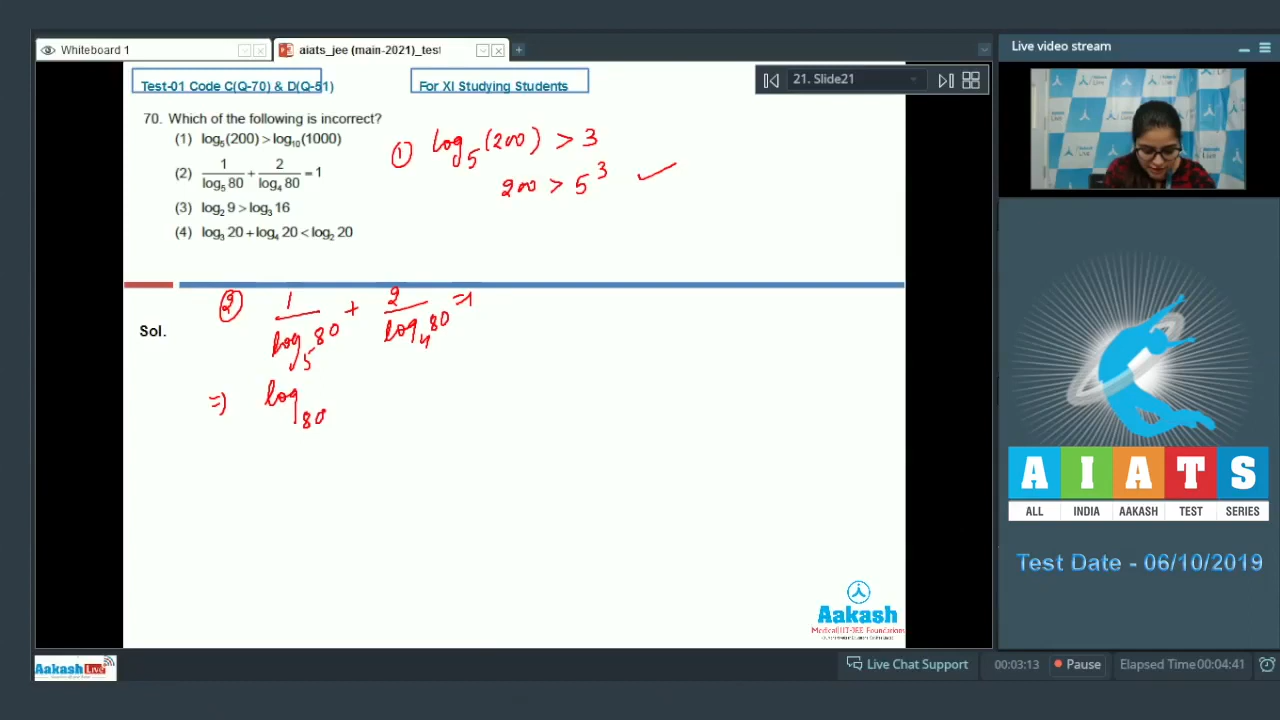 Whiteboard 1
aiats_jee (main-2021)_test
Live video stream
Test-01 Code C(Q-70) & D(Q-51)
For XI Studying Students
21. Slide21
70. Which of the following is incorrect?
(1) log₅(200) > log₁₀(1000)
(2) 1/log₅ 80 + 2/log₄ 80 = 1
(3) log₂ 9 > log₃ 16
(4) log₃ 20 + log₄ 20 < log₂ 20
① log₅(200) > 3
200 > 5³ ✓
Sol.
② 1/log₅ 80 + 2/log₄ 80 = 1
⇒ log₈₀
AIATS
ALL INDIA AAKASH TEST SERIES
Test Date - 06/10/2019
Aakash
Medical|IIT-JEE|Foundations
Aakash Live
Live Chat Support
00:03:13
Pause
Elapsed Time 00:04:41